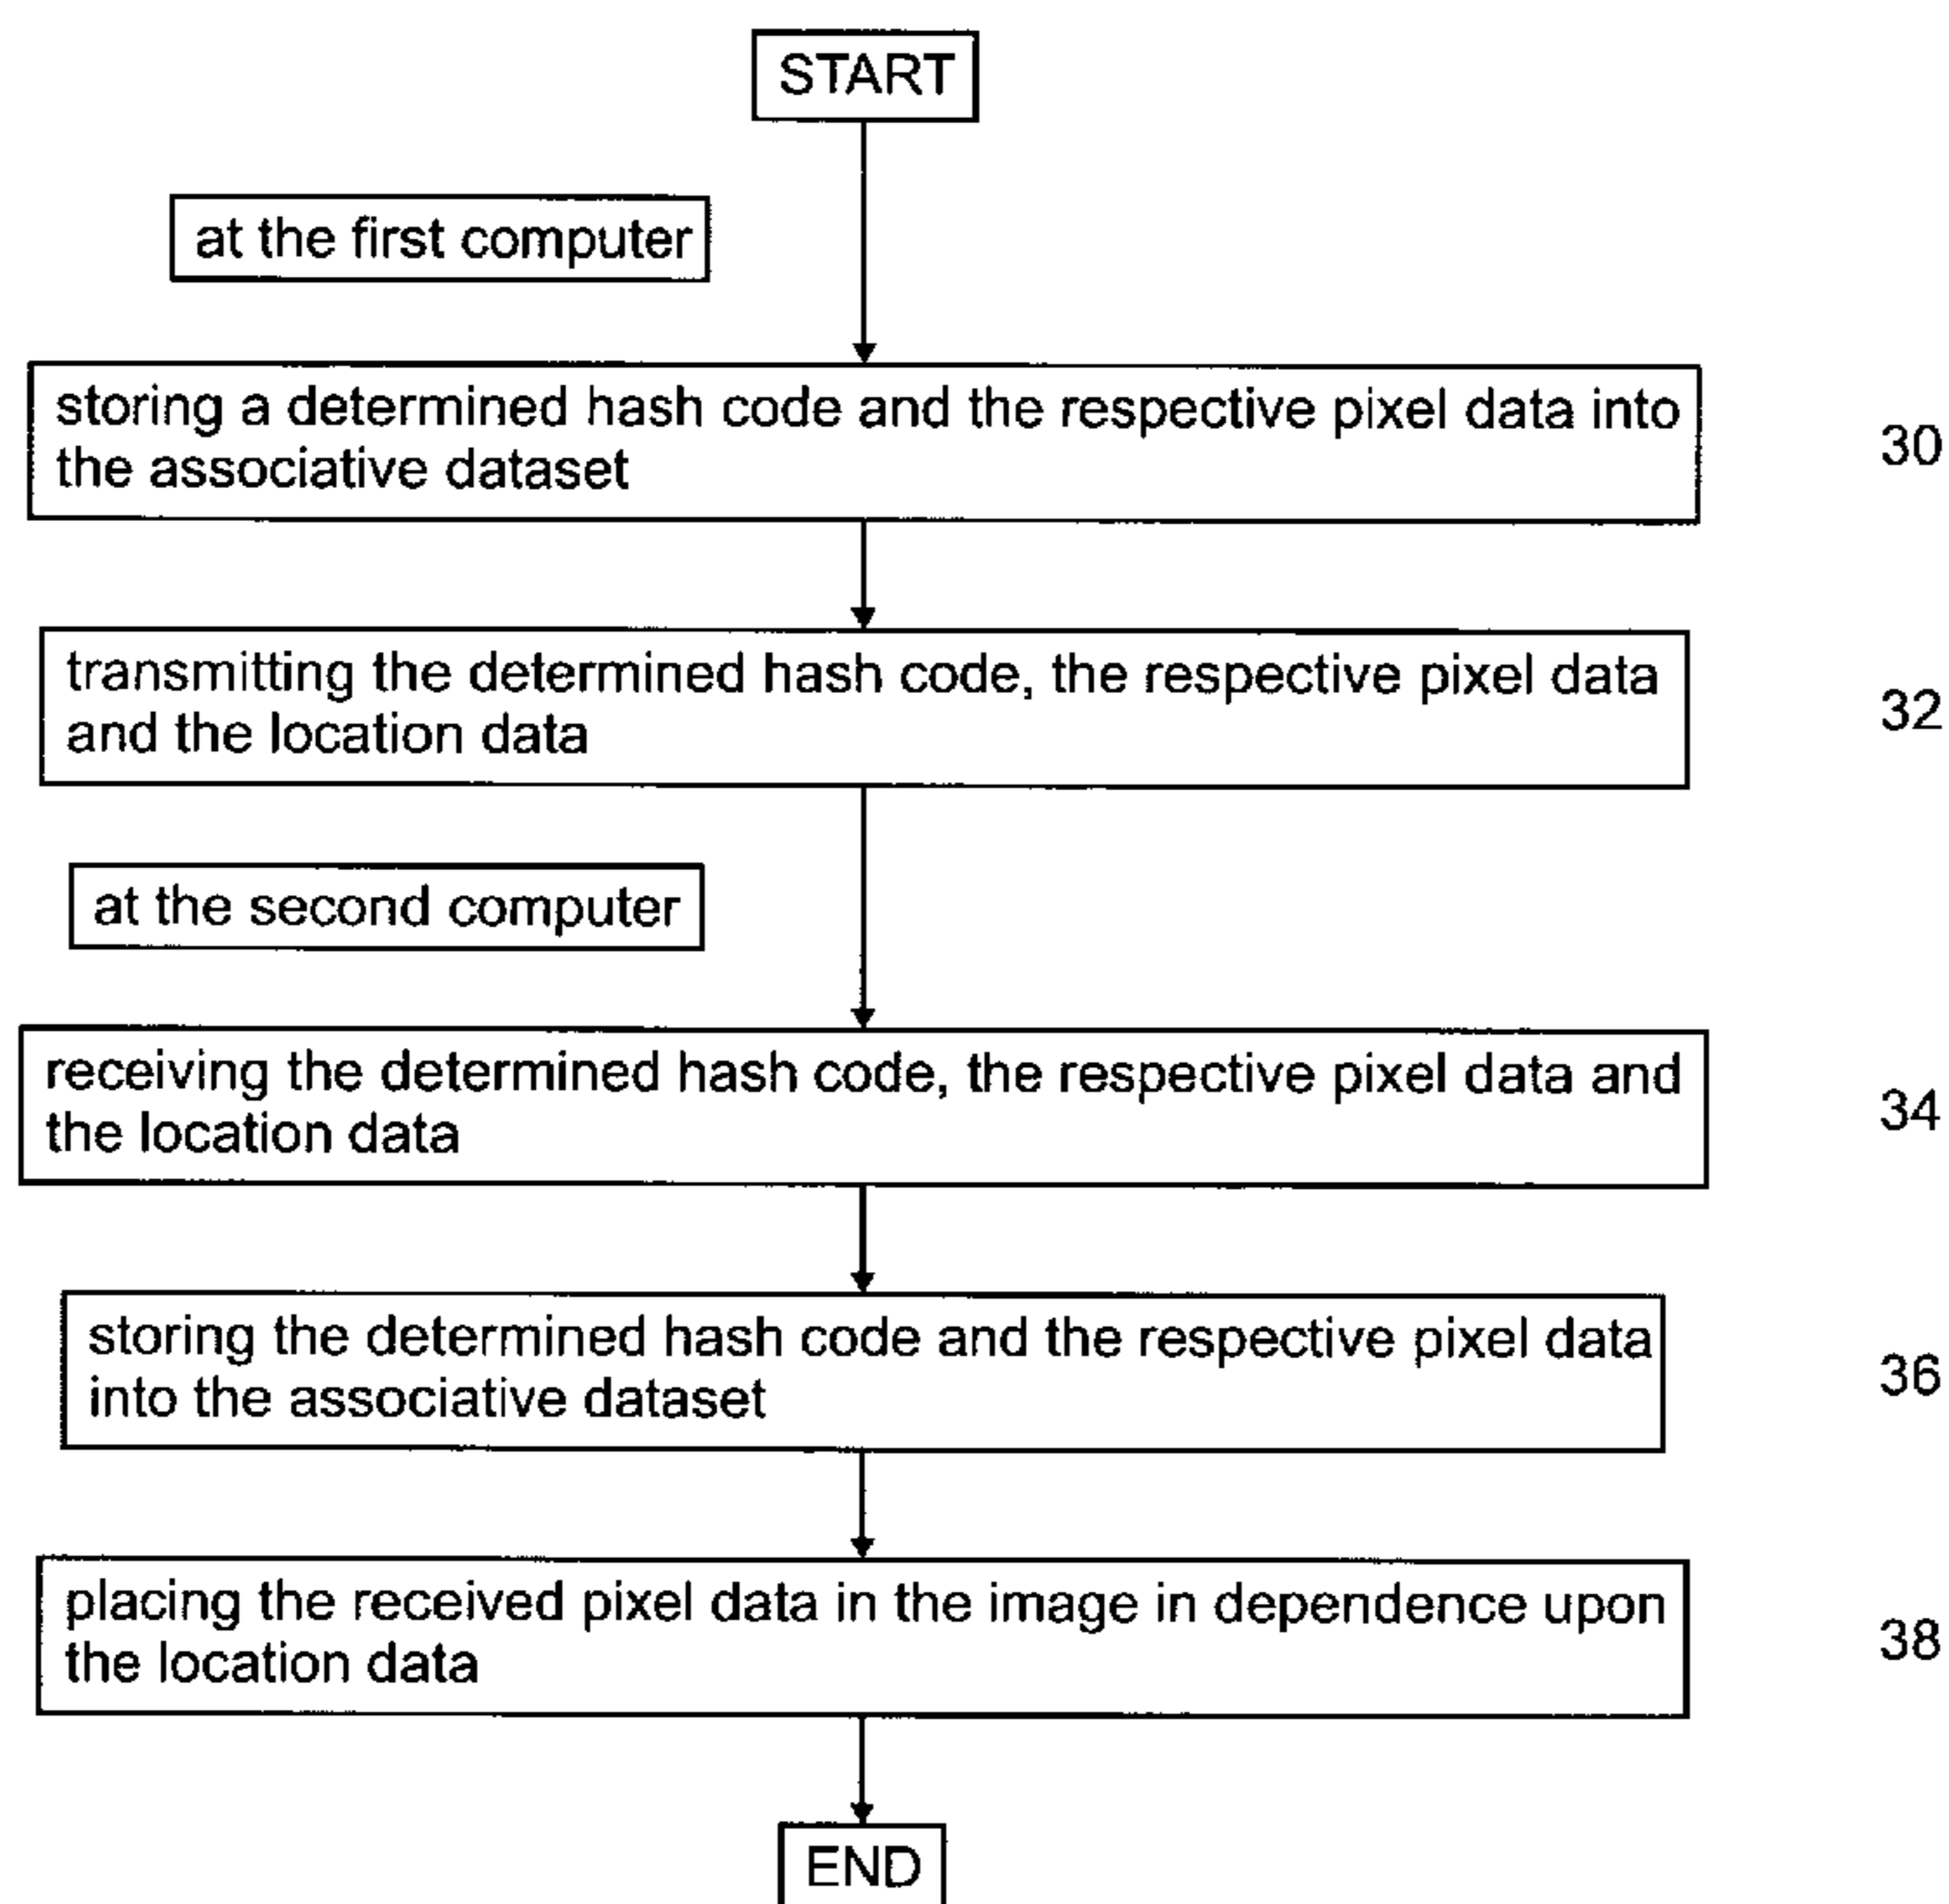 START
at the first computer
storing a determined hash code and the respective pixel data into
the associative dataset
30
transmitting the determined hash code, the respective pixel data
and the location data
32
at the second computer
receiving the determined hash code, the respective pixel data and
the location data
34
storing the determined hash code and the respective pixel data
into the associative dataset
36
placing the received pixel data in the image in dependence upon
the location data
38
END